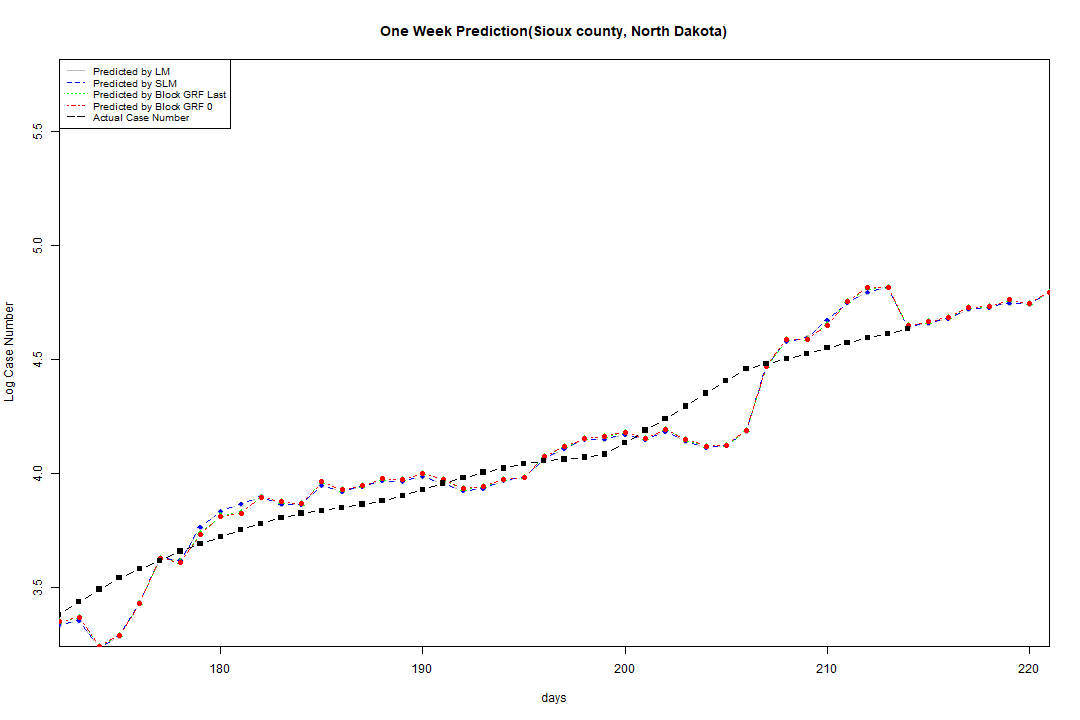 One Week Prediction(Sioux county, North Dakota)
Predicted by LM
Predicted by SLM
Predicted by Block GRF Last
Predicted by Block GRF 0
Actual Case Number
5.5
5.0
4.5
4.0
3.5
Log Case Number
180 190 200 210 220
days